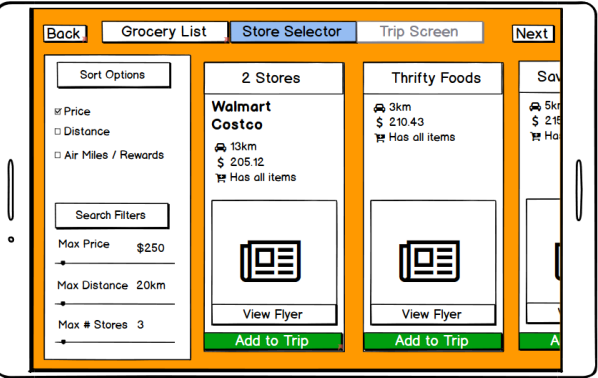 Back
Grocery List
Store Selector
Trip Screen
Next
Sort Options
Price
Distance
Air Miles / Rewards
Search Filters
Max Price $250
Max Distance 20km
Max # Stores 3
2 Stores
Walmart
Costco
13km
$ 205.12
Has all items
View Flyer
Add to Trip
Thrifty Foods
3km
$ 210.43
Has all items
View Flyer
Add to Trip